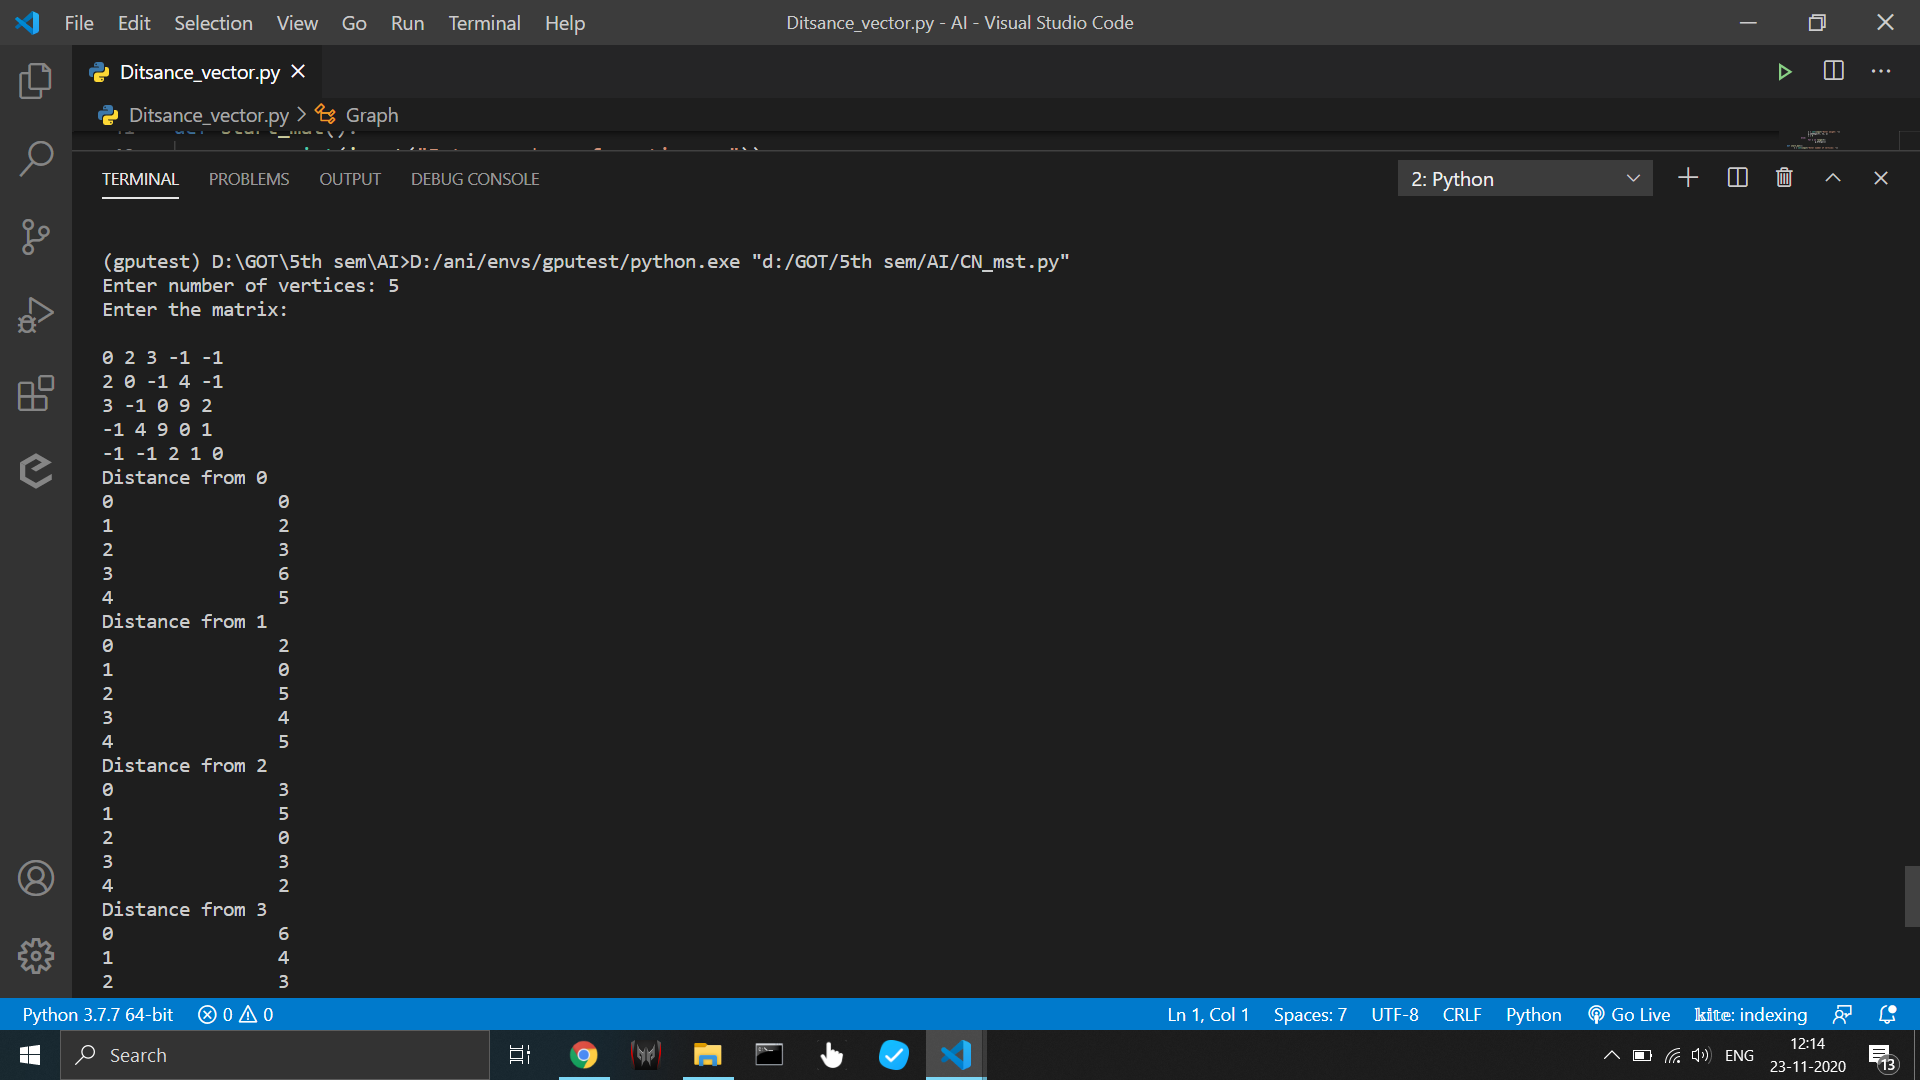 File Edit Selection View Go Run Terminal Help
Ditsance_vector.py - AI - Visual Studio Code
Ditsance_vector.py
Ditsance_vector.py > Graph
TERMINAL PROBLEMS OUTPUT DEBUG CONSOLE
2: Python
(gputest) D:\GOT\5th sem\AI>D:/ani/envs/gputest/python.exe "d:/GOT/5th sem/AI/CN_mst.py"
Enter number of vertices: 5
Enter the matrix:
0 2 3 -1 -1
2 0 -1 4 -1
3 -1 0 9 2
-1 4 9 0 1
-1 -1 2 1 0
Distance from 0
0 0
1 2
2 3
3 6
4 5
Distance from 1
0 2
1 0
2 5
3 4
4 5
Distance from 2
0 3
1 5
2 0
3 3
4 2
Distance from 3
0 6
1 4
2 3
Python 3.7.7 64-bit 0 0
Ln 1, Col 1 Spaces: 7 UTF-8 CRLF Python Go Live kite: indexing
Search
ENG
12:14
23-11-2020
13